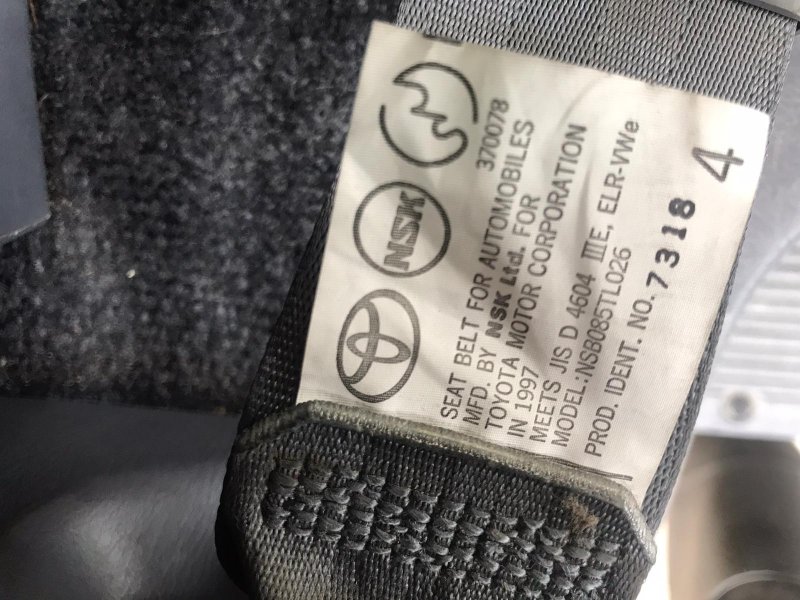 NSK
SEAT BELT FOR AUTOMOBILES 370078
MFD. BY NSK Ltd. FOR
TOYOTA MOTOR CORPORATION
IN 1997
MEETS JIS D 4604 IIIE, ELR-VWe
MODEL:NSB085TL026
PROD. IDENT. NO. 7318
4